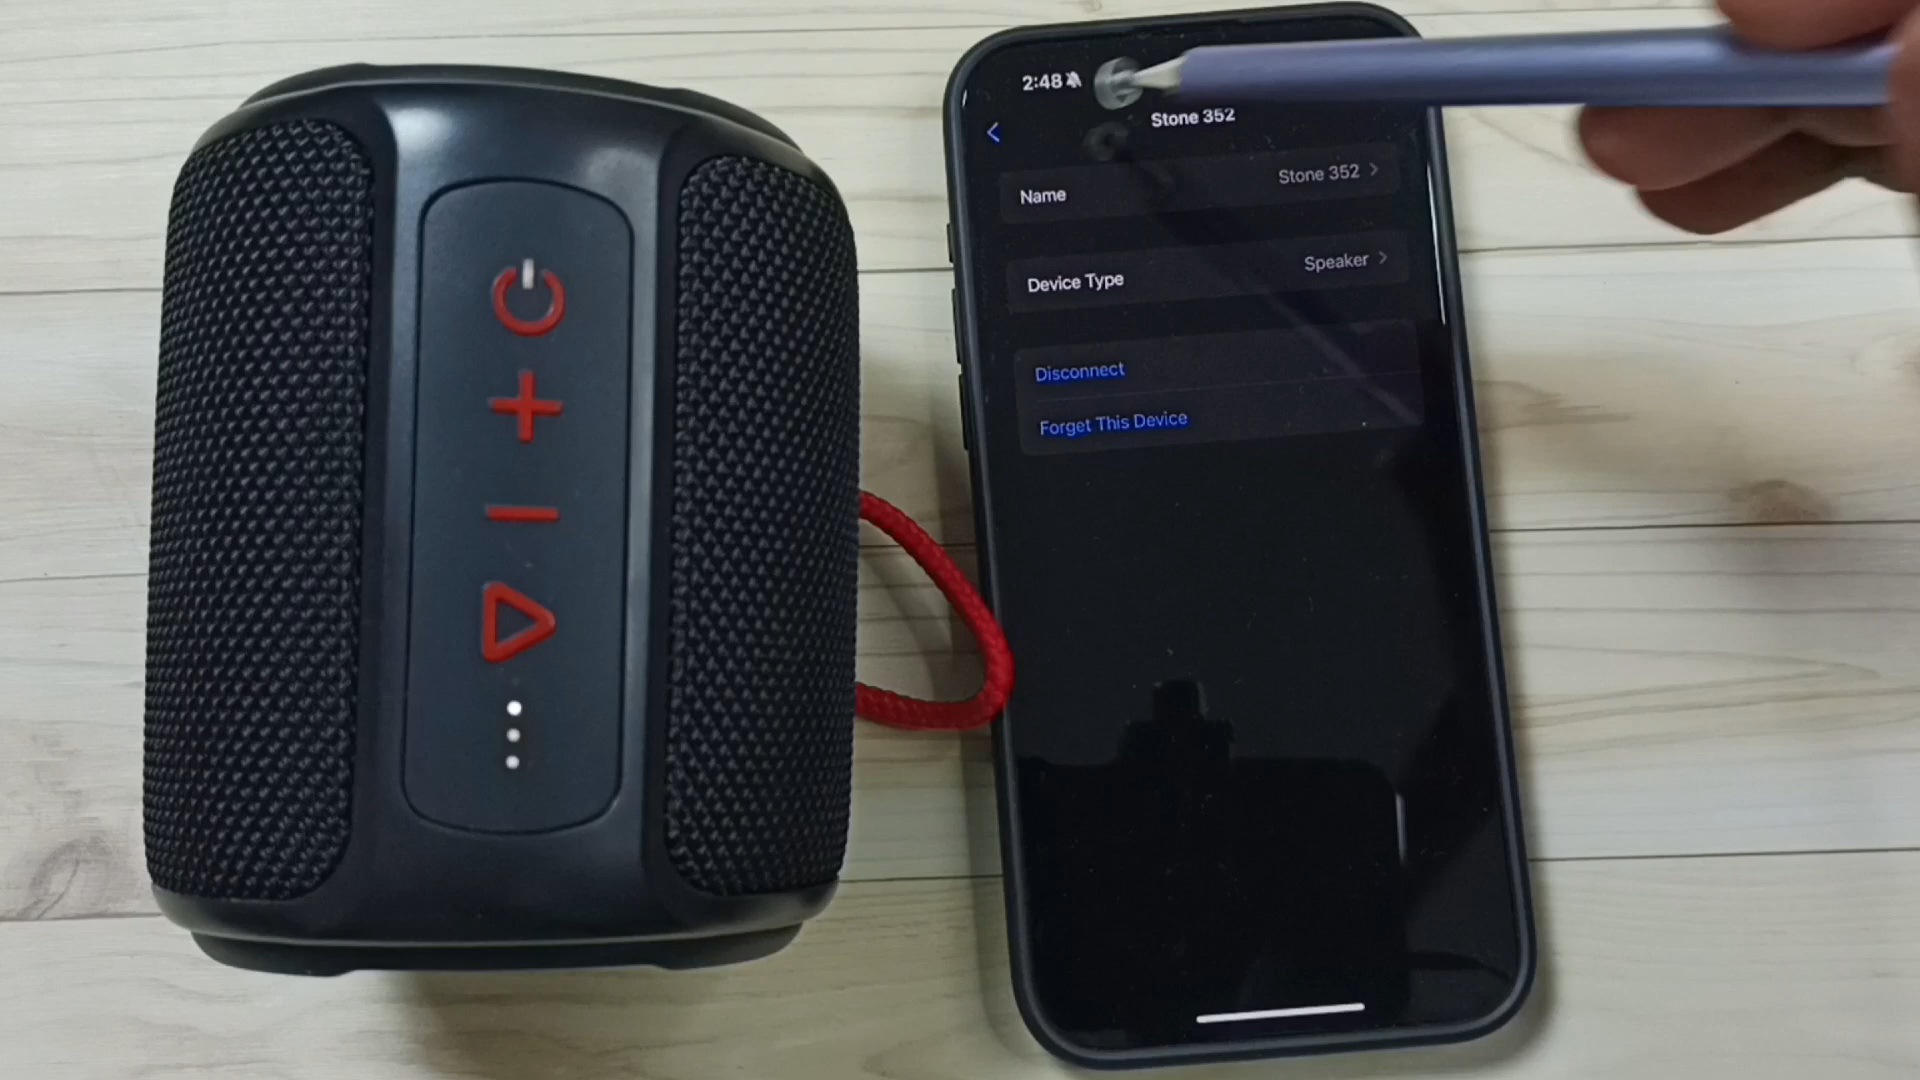 2:48
Stone 352
Name
Stone 352
Device Type
Speaker
Disconnect
Forget This Device